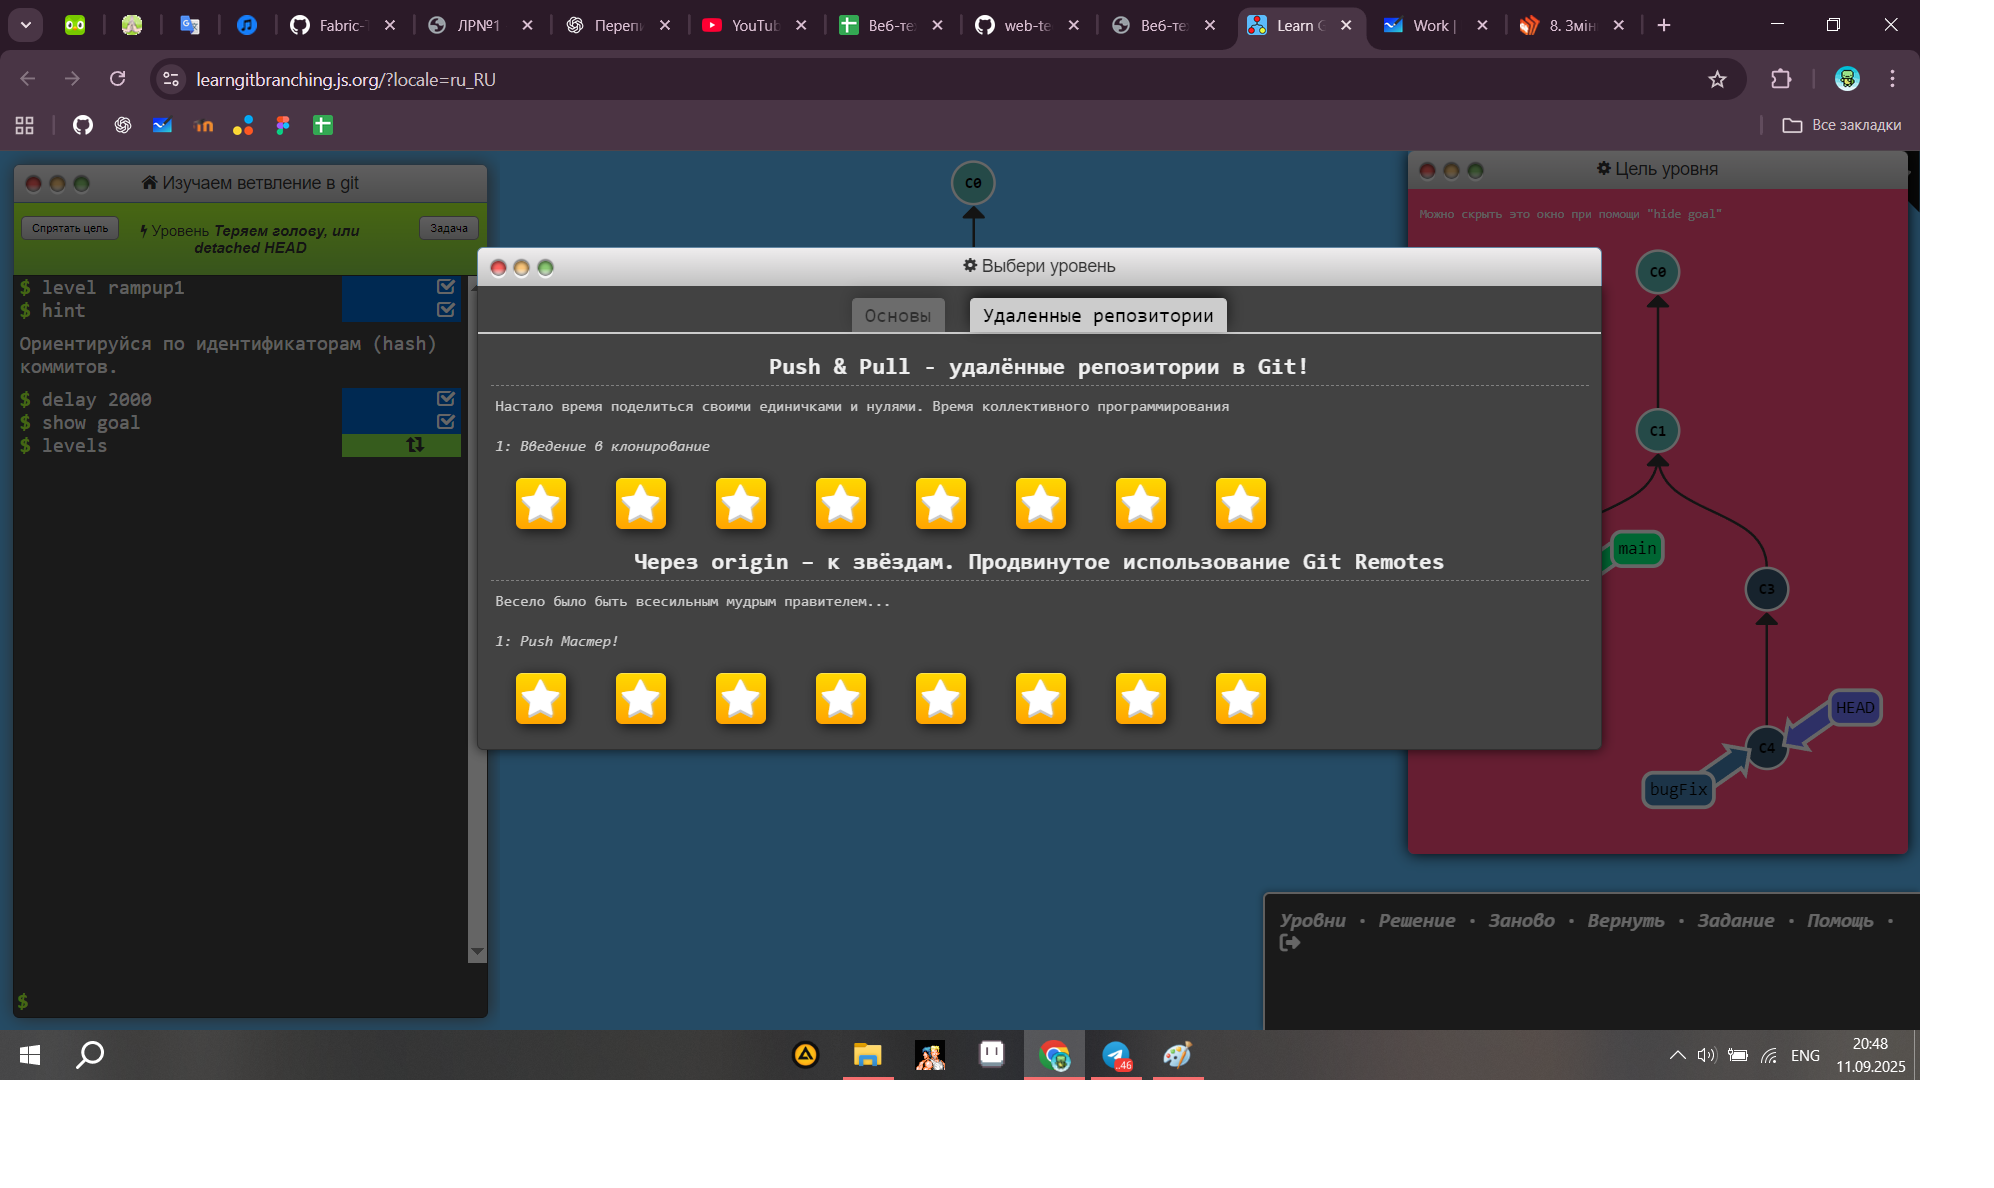 Fabric-
ЛР№1
Перепи
YouTub
Веб-те
web-te
Веб-те
Learn G
Work |
8. Змін
learngitbranching.js.org/?locale=ru_RU
Все закладки
Изучаем ветвление в git
Спрятать цель
Уровень Теряем голову, или
detached HEAD
Задача
$ level rampup1
$ hint
Ориентируйся по идентификаторам (hash)
коммитов.
$ delay 2000
$ show goal
$ levels
$
C0
Выбери уровень
Основы
Удаленные репозитории
Push & Pull - удалённые репозитории в Git!
Настало время поделиться своими единичками и нулями. Время коллективного программирования
1: Введение в клонирование
Через origin – к звёздам. Продвинутое использование Git Remotes
Весело было быть всесильным мудрым правителем...
1: Push Мастер!
Цель уровня
Можно скрыть это окно при помощи "hide goal"
C0
C1
main
C3
HEAD
C4
bugFix
Уровни • Решение • Заново • Вернуть • Задание • Помощь •
..46
ENG
20:48
11.09.2025